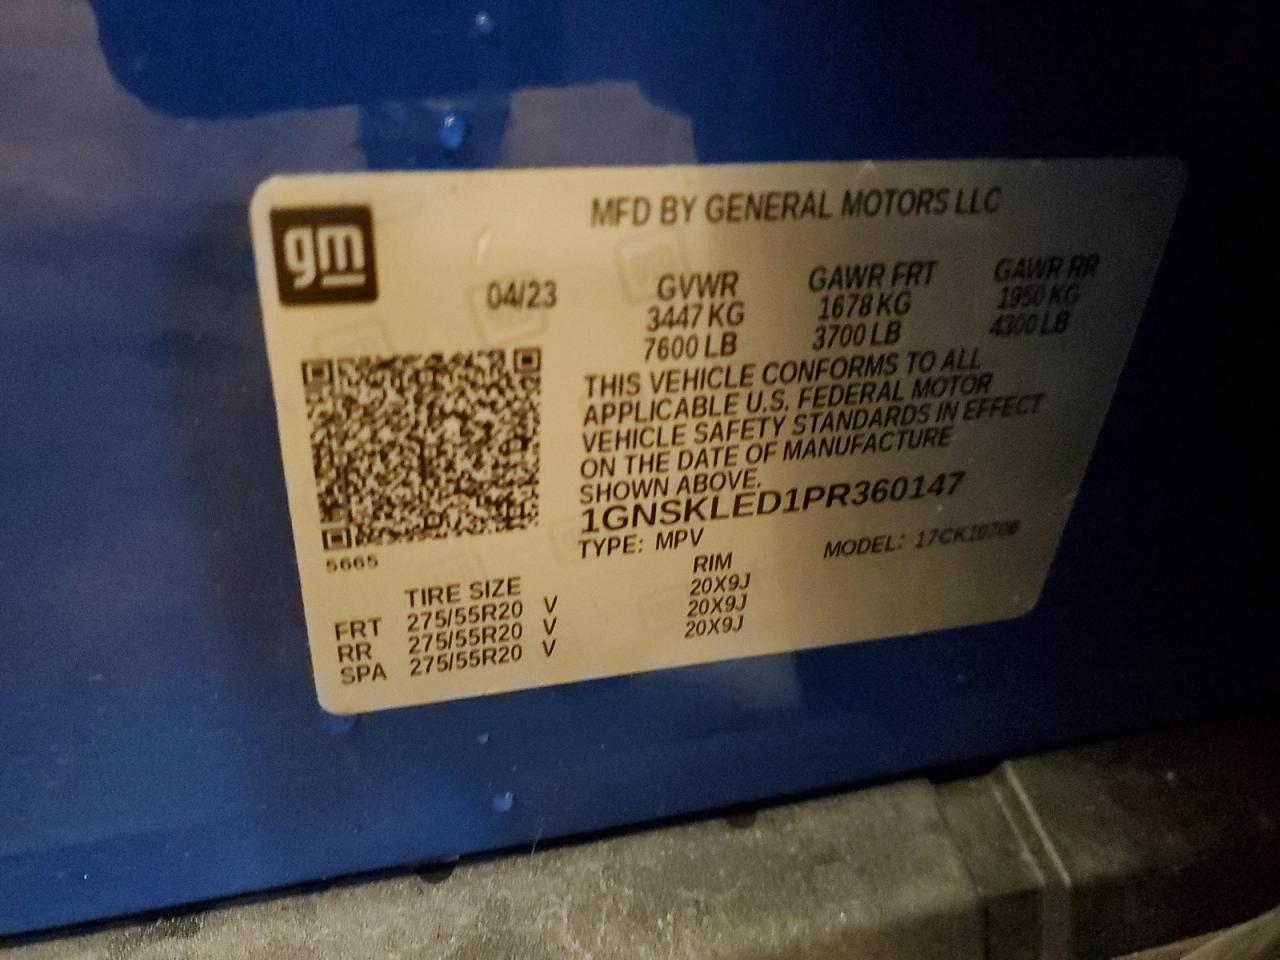 gm
MFD BY GENERAL MOTORS LLC
04/23
GVWR GAWR FRT GAWR RR
3447 KG 1678 KG 1950 KG
7600 LB 3700 LB 4300 LB
THIS VEHICLE CONFORMS TO ALL
APPLICABLE U.S. FEDERAL MOTOR
VEHICLE SAFETY STANDARDS IN EFFECT
ON THE DATE OF MANUFACTURE
SHOWN ABOVE.
1GNSKLED1PR360147
TYPE: MPV MODEL: 17CK10706
5665
TIRE SIZE RIM
FRT 275/55R20 V 20X9J
RR 275/55R20 V 20X9J
SPA 275/55R20 V 20X9J